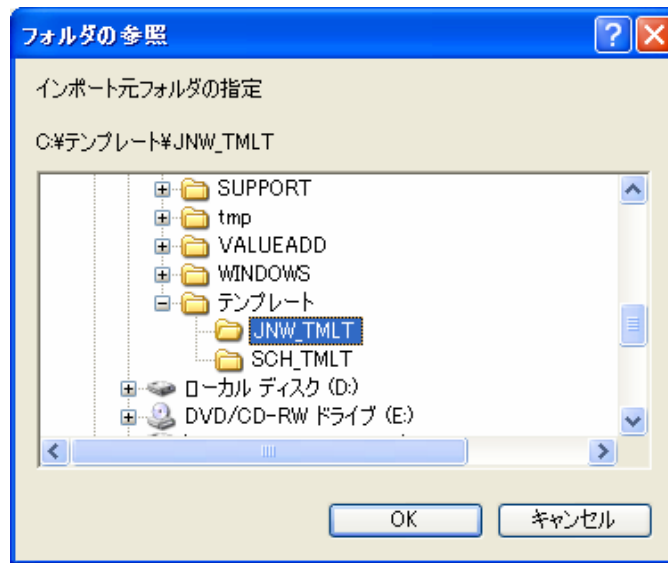 フォルダの参照
インポート元フォルダの指定
C:¥テンプレート¥JNW_TMLT
SUPPORT
tmp
VALUEADD
WINDOWS
テンプレート
JNW_TMLT
SCH_TMLT
ローカル ディスク (D:)
DVD/CD-RW ドライブ (E:)
OK キャンセル